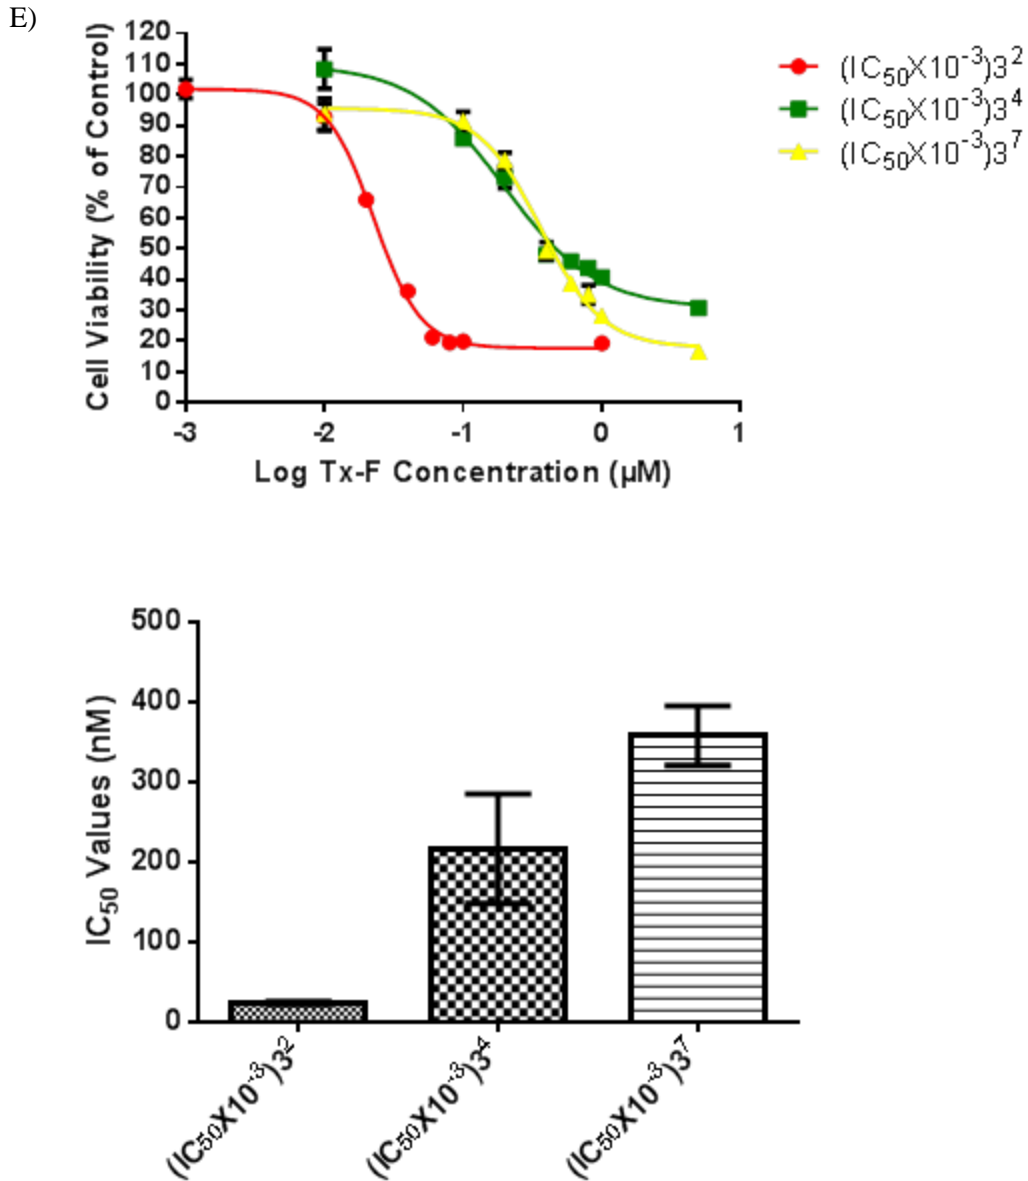 E)
120
110
100
90
80
70
60
50
40
30
20
10
0
Cell Viability (% of Control)
-3 -2 -1 0 1
Log Tx-F Concentration (µM)
(IC₅₀X10⁻³)3²
(IC₅₀X10⁻³)3⁴
(IC₅₀X10⁻³)3⁷
500
400
300
200
100
0
IC₅₀ Values (nM)
(IC₅₀X10⁻³)3²
(IC₅₀X10⁻³)3⁴
(IC₅₀X10⁻³)3⁷